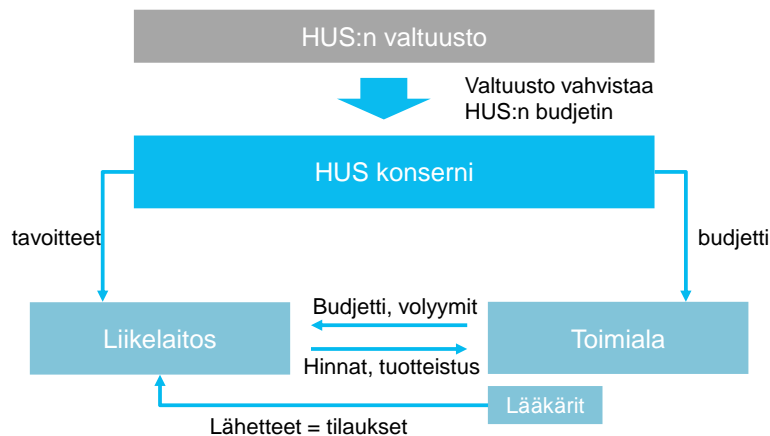 HUS:n valtuusto
Valtuusto vahvistaa
HUS:n budjetin
HUS konserni
tavoitteet
budjetti
Liikelaitos
Budjetti, volyymit
Hinnat, tuotteistus
Toimiala
Lääkärit
Lähetteet = tilaukset